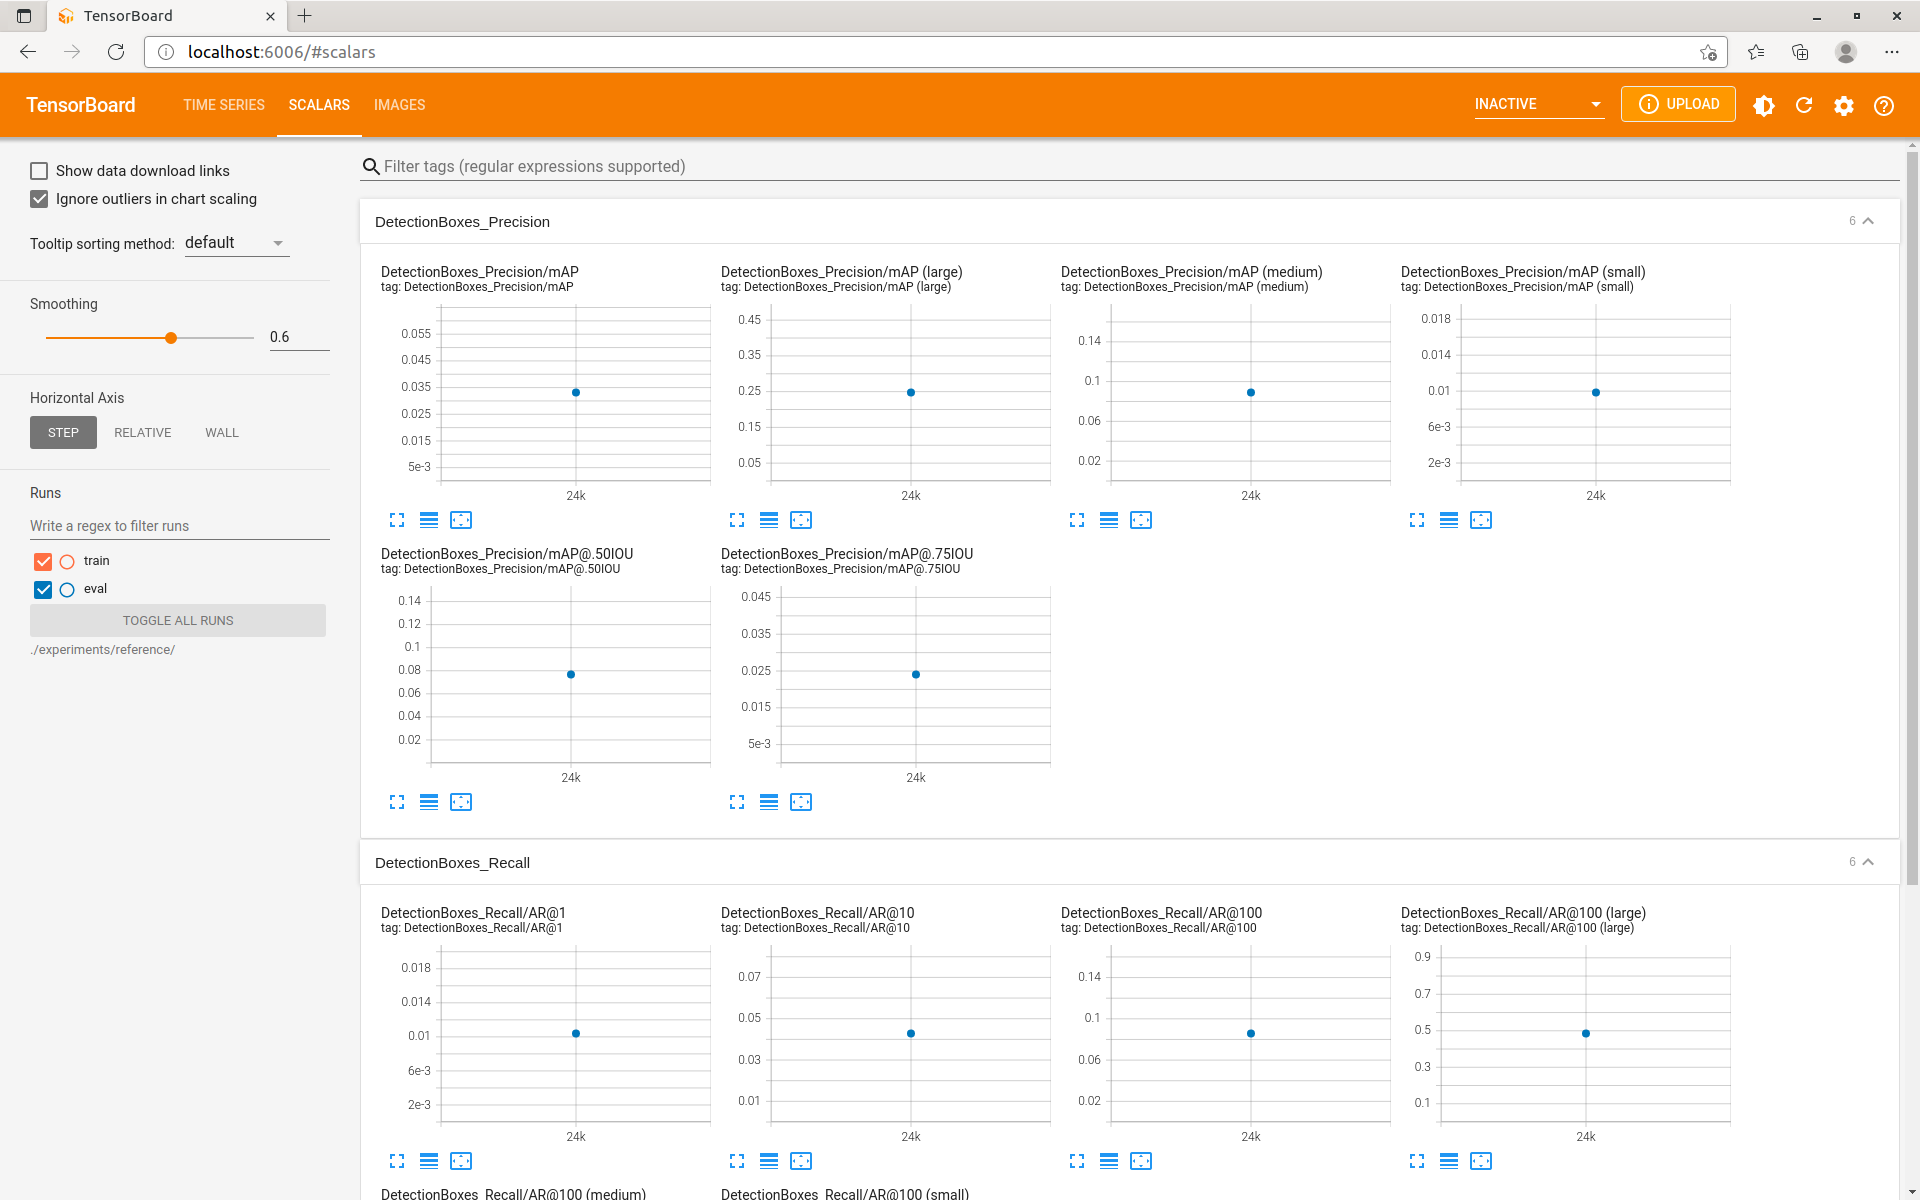 TensorBoard
localhost:6006/#scalars
TensorBoard
TIME SERIES
SCALARS
IMAGES
INACTIVE
UPLOAD
Show data download links
Ignore outliers in chart scaling
Tooltip sorting method: default
Smoothing
0.6
Horizontal Axis
STEP
RELATIVE
WALL
Runs
Write a regex to filter runs
train
eval
TOGGLE ALL RUNS
./experiments/reference/
Filter tags (regular expressions supported)
DetectionBoxes_Precision
6
DetectionBoxes_Precision/mAP
tag: DetectionBoxes_Precision/mAP
0.055
0.045
0.035
0.025
0.015
5e-3
24k
DetectionBoxes_Precision/mAP (large)
tag: DetectionBoxes_Precision/mAP (large)
0.45
0.35
0.25
0.15
0.05
24k
DetectionBoxes_Precision/mAP (medium)
tag: DetectionBoxes_Precision/mAP (medium)
0.14
0.1
0.06
0.02
24k
DetectionBoxes_Precision/mAP (small)
tag: DetectionBoxes_Precision/mAP (small)
0.018
0.014
0.01
6e-3
2e-3
24k
DetectionBoxes_Precision/mAP@.50IOU
tag: DetectionBoxes_Precision/mAP@.50IOU
0.14
0.12
0.1
0.08
0.06
0.04
0.02
24k
DetectionBoxes_Precision/mAP@.75IOU
tag: DetectionBoxes_Precision/mAP@.75IOU
0.045
0.035
0.025
0.015
5e-3
24k
DetectionBoxes_Recall
6
DetectionBoxes_Recall/AR@1
tag: DetectionBoxes_Recall/AR@1
0.018
0.014
0.01
6e-3
2e-3
24k
DetectionBoxes_Recall/AR@10
tag: DetectionBoxes_Recall/AR@10
0.07
0.05
0.03
0.01
24k
DetectionBoxes_Recall/AR@100
tag: DetectionBoxes_Recall/AR@100
0.14
0.1
0.06
0.02
24k
DetectionBoxes_Recall/AR@100 (large)
tag: DetectionBoxes_Recall/AR@100 (large)
0.9
0.7
0.5
0.3
0.1
24k
DetectionBoxes_Recall/AR@100 (medium)
DetectionBoxes_Recall/AR@100 (small)